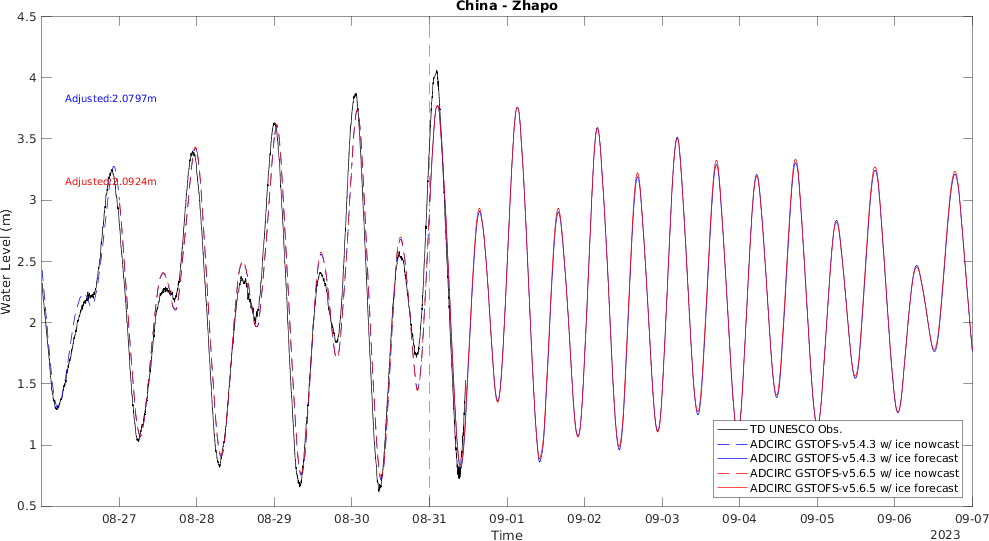 China - Zhapo
4.5
4
3.5
3
2.5
2
1.5
1
0.5
Water Level (m)
Adjusted:2.0797m
Adjusted:2.0924m
TD UNESCO Obs.
ADCIRC GSTOFS-v5.4.3 w/ ice nowcast
ADCIRC GSTOFS-v5.4.3 w/ ice forecast
ADCIRC GSTOFS-v5.6.5 w/ ice nowcast
ADCIRC GSTOFS-v5.6.5 w/ ice forecast
08-27 08-28 08-29 08-30 08-31 09-01 09-02 09-03 09-04 09-05 09-06 09-07
Time
2023